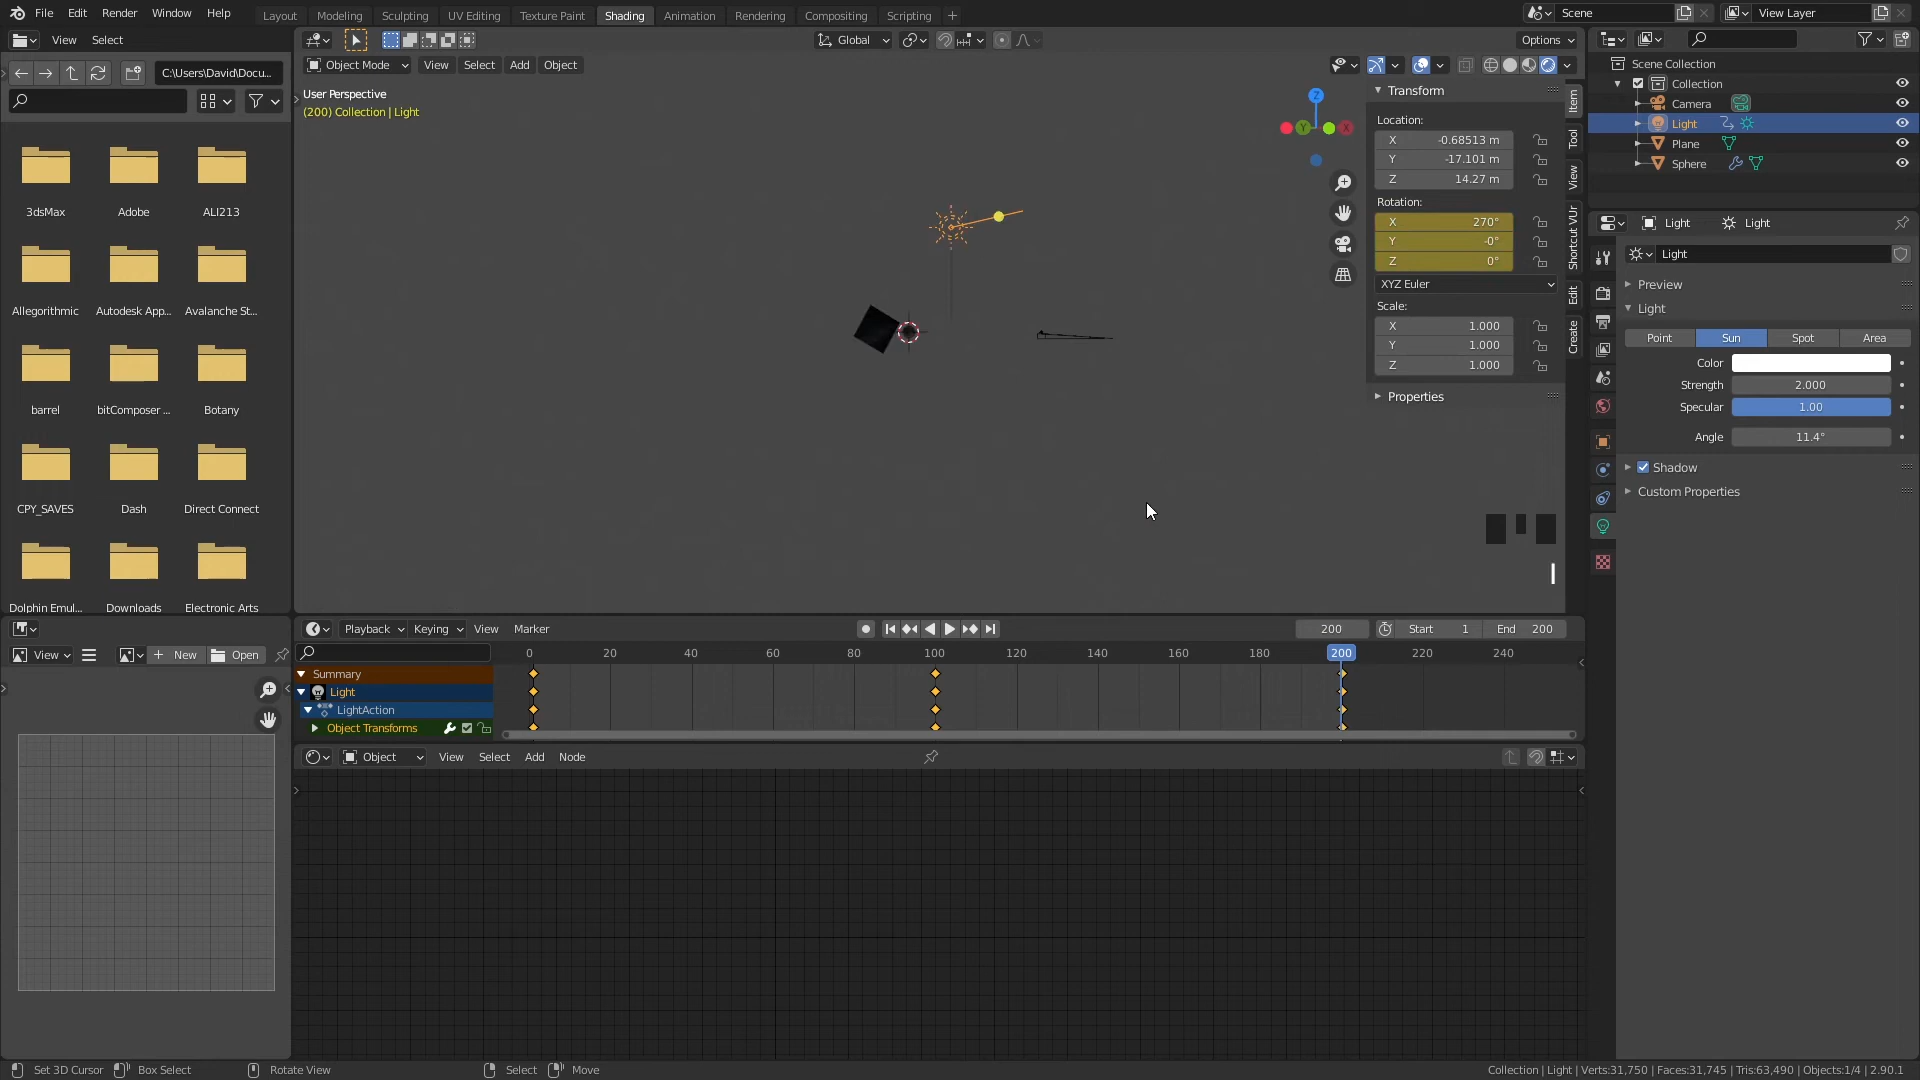 File Edit Render Window Help
Layout Modeling Sculpting UV Editing Texture Paint Shading Animation Rendering Compositing Scripting +
Scene
View Layer
View Select
C:\Users\David\Docu...
3dsMax Adobe ALI213
Allegorithmic Autodesk App... Avalanche St...
barrel bitComposer ... Botany
CPY_SAVES Dash Direct Connect
Dolphin Emul... Downloads Electronic Arts
Global
Options
Object Mode View Select Add Object
User Perspective
(200) Collection | Light
Z
Y X
Transform
Location:
X -0.68513 m
Y -17.101 m
Z 14.27 m
Rotation:
X 270°
Y -0°
Z 0°
XYZ Euler
Scale:
X 1.000
Y 1.000
Z 1.000
Properties
Item
Tool
View
Shortcut VUr
Edit
Create
Scene Collection
Collection
Camera
Light
Plane
Sphere
Light Light
Light
Preview
Light
Point Sun Spot Area
Color
Strength 2.000
Specular 1.00
Angle 11.4°
Shadow
Custom Properties
View New Open
Playback Keying View Marker
200 Start 1 End 200
0 20 40 60 80 100 120 140 160 180 200 220 240
Summary
Light
LightAction
Object Transforms
Object View Select Add Node
Set 3D Cursor Box Select Rotate View Select Move
Collection | Light | Verts:31,750 | Faces:31,745 | Tris:63,490 | Objects:1/4 | 2.90.1